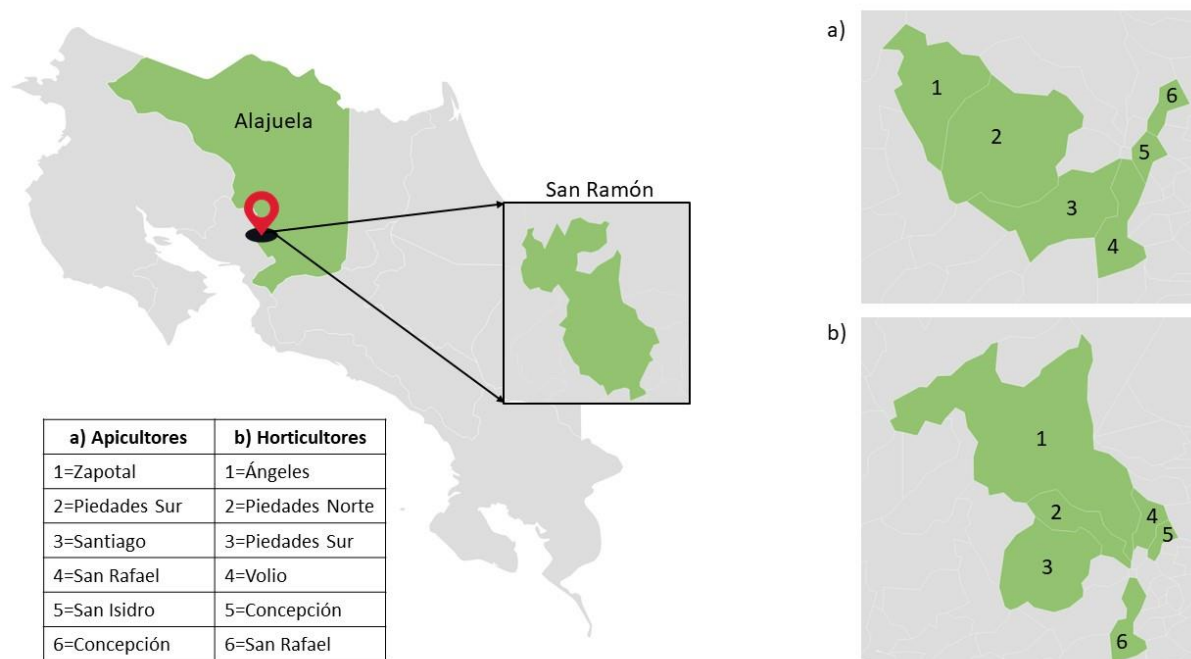 Alajuela
San Ramón
a) Apicultores b) Horticultores
1=Zapotal 1=Ángeles
2=Piedades Sur 2=Piedades Norte
3=Santiago 3=Piedades Sur
4=San Rafael 4=Volio
5=San Isidro 5=Concepción
6=Concepción 6=San Rafael
a)
1
2
3
4
5
6
b)
1
2
3
4
5
6